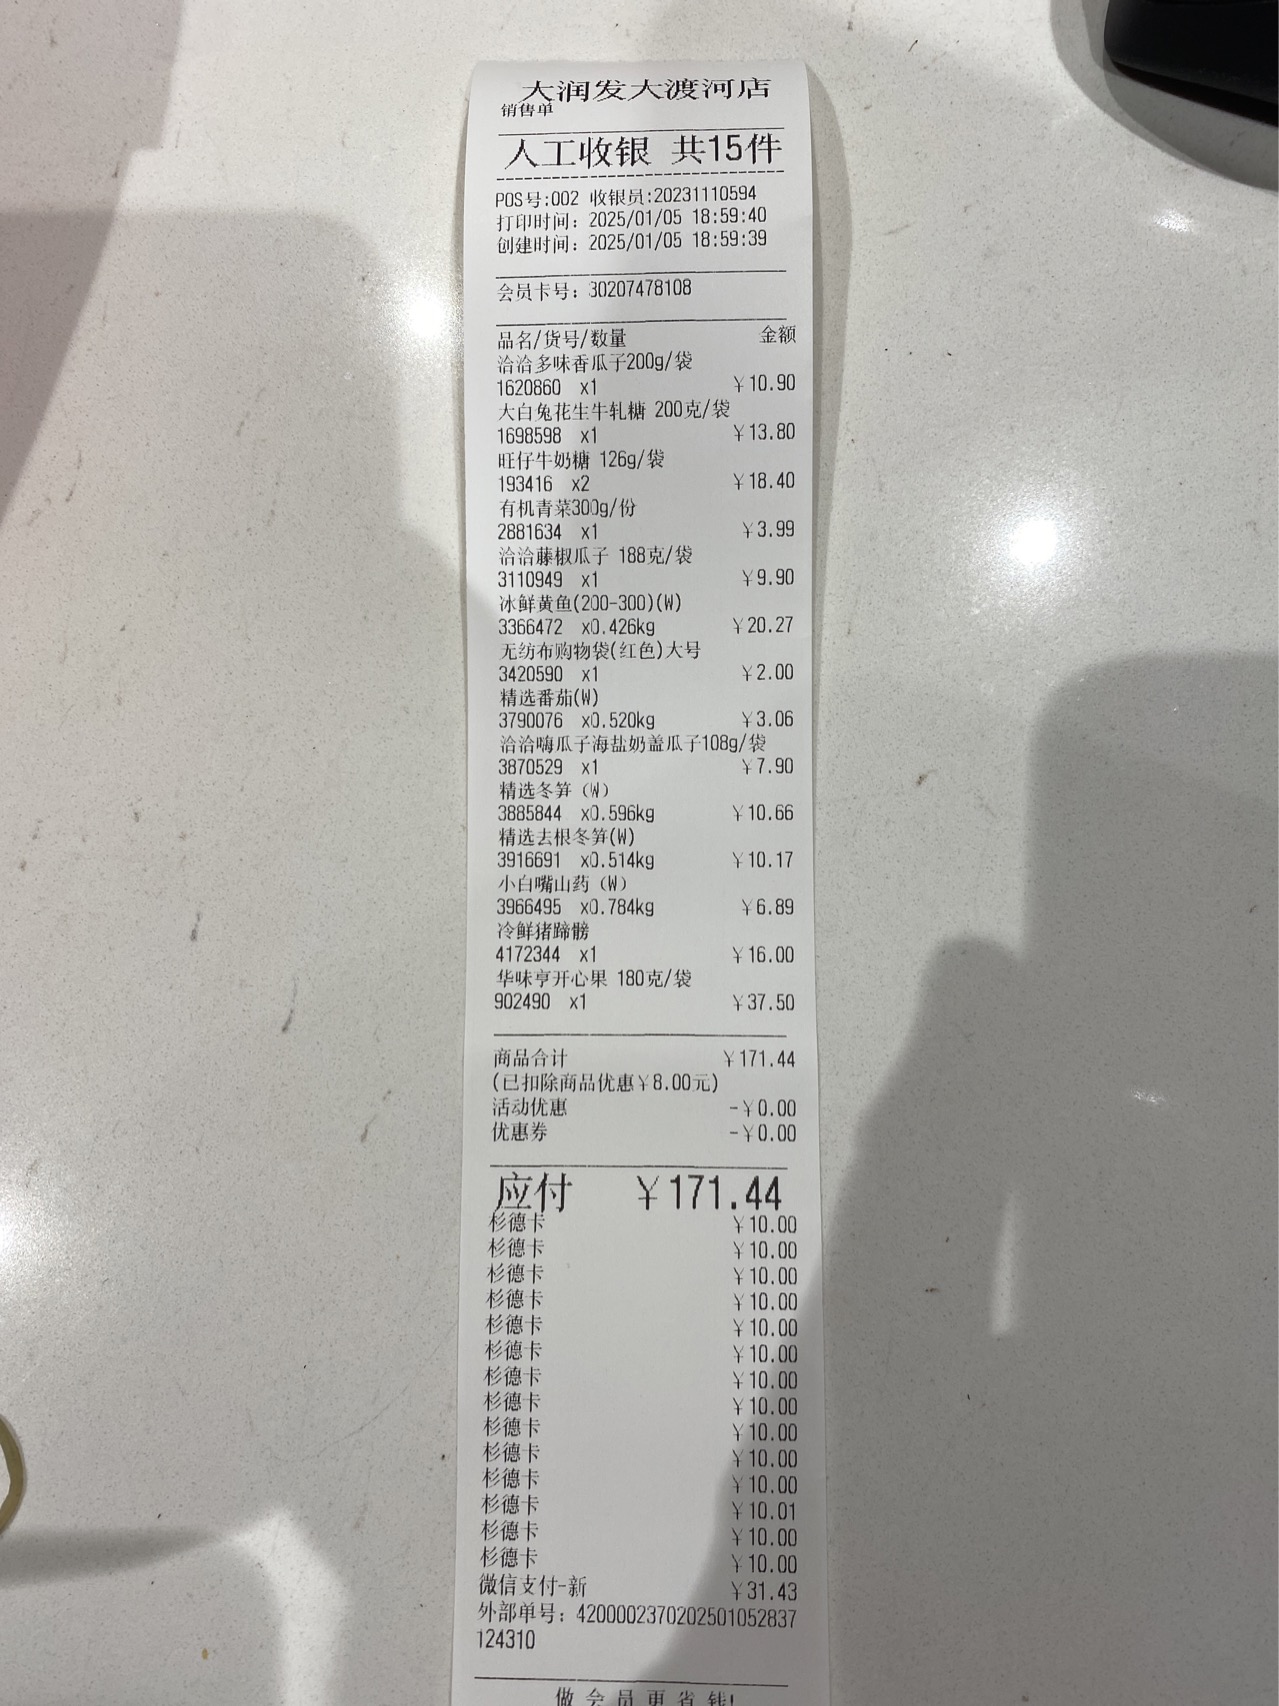 大润发大渡河店
销售单
人工收银 共15件
POS号:002 收银员:20231110594
打印时间: 2025/01/05 18:59:40
创建时间: 2025/01/05 18:59:39
会员卡号: 30207478108
品名/货号/数量 金额
洽洽多味香瓜子200g/袋
1620860 x1 ¥10.90
大白兔花生牛轧糖 200克/袋
1698598 x1 ¥13.80
旺仔牛奶糖 126g/袋
193416 x2 ¥18.40
有机青菜300g/份
2881634 x1 ¥3.99
洽洽藤椒瓜子 188克/袋
3110949 x1 ¥9.90
冰鲜黄鱼(200-300)(W)
3366472 x0.426kg ¥20.27
无纺布购物袋(红色)大号
3420590 x1 ¥2.00
精选番茄(W)
3790076 x0.520kg ¥3.06
洽洽嗨瓜子海盐奶盖瓜子108g/袋
3870529 x1 ¥7.90
精选冬笋（W）
3885844 x0.596kg ¥10.66
精选去根冬笋(W)
3916691 x0.514kg ¥10.17
小白嘴山药（W）
3966495 x0.784kg ¥6.89
冷鲜猪蹄膀
4172344 x1 ¥16.00
华味亨开心果 180克/袋
902490 x1 ¥37.50
商品合计 ¥171.44
(已扣除商品优惠¥8.00元)
活动优惠 -¥0.00
优惠券 -¥0.00
应付 ¥171.44
杉德卡 ¥10.00
杉德卡 ¥10.00
杉德卡 ¥10.00
杉德卡 ¥10.00
杉德卡 ¥10.00
杉德卡 ¥10.00
杉德卡 ¥10.00
杉德卡 ¥10.00
杉德卡 ¥10.00
杉德卡 ¥10.00
杉德卡 ¥10.00
杉德卡 ¥10.01
杉德卡 ¥10.00
杉德卡 ¥10.00
微信支付-新 ¥31.43
外部单号: 4200002370202501052837
124310
做会员更省钱!